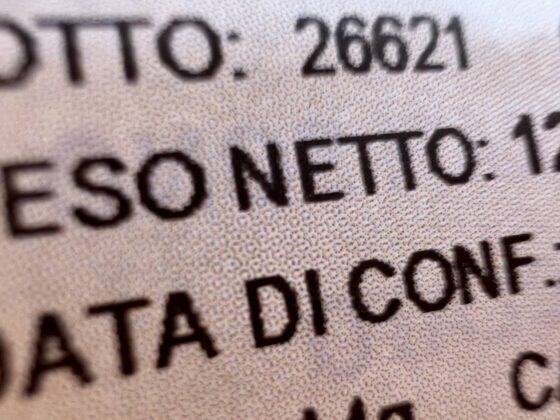 OTTO: 26621
ESO NETTO: 12
DATA DI CONF.: